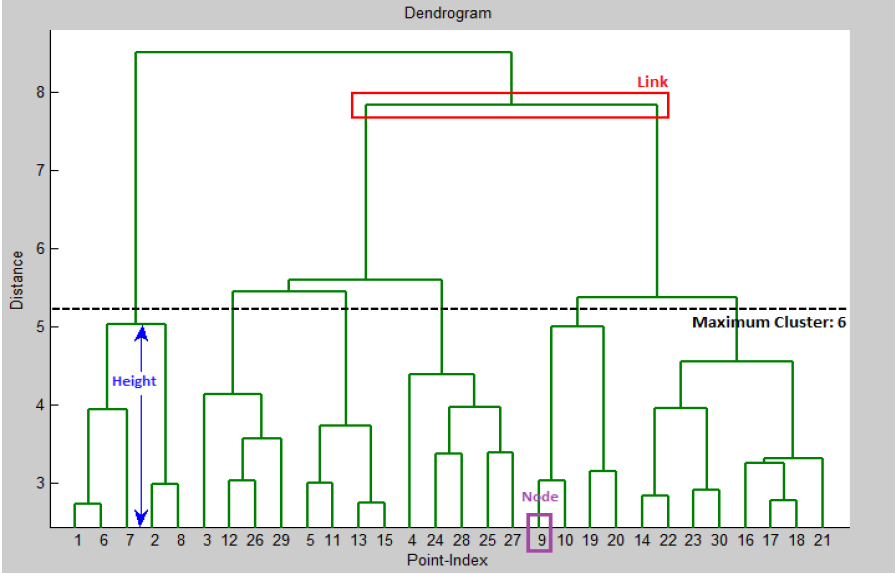 Dendrogram
Link
8
7
6
5
4
3
Distance
Maximum Cluster: 6
Height
Node
1 6 7 2 8 3 12 26 29 5 11 13 15 4 24 28 25 27 9 10 19 20 14 22 23 30 16 17 18 21
Point-Index